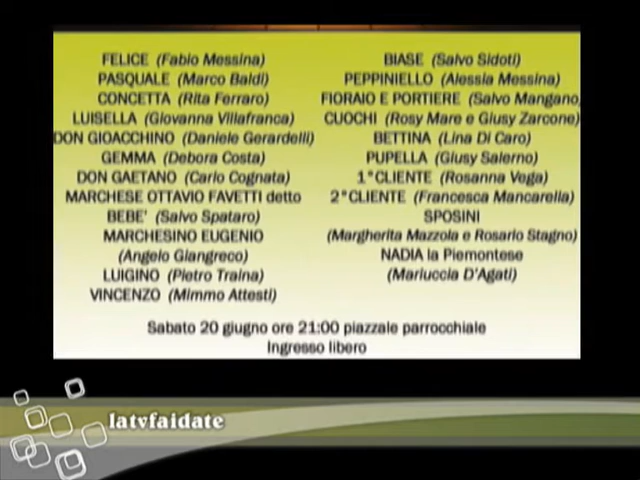 FELICE (Fabio Messina)
PASQUALE (Marco Baldi)
CONCETTA (Rita Ferraro)
LUISELLA (Giovanna Villafranca)
DON GIOACCHINO (Daniele Gerardelli)
GEMMA (Debora Costa)
DON GAETANO (Carlo Cognata)
MARCHESE OTTAVIO FAVETTI detto
BEBE' (Salvo Spataro)
MARCHESINO EUGENIO
(Angelo Giangreco)
LUIGINO (Pietro Traina)
VINCENZO (Mimmo Attesti)
BIASE (Salvo Sidoti)
PEPPINIELLO (Alessia Messina)
FIORAIO E PORTIERE (Salvo Mangano)
CUOCHI (Rosy Mare e Giusy Zarcone)
BETTINA (Lina Di Caro)
PUPELLA (Giusy Salerno)
1°CLIENTE (Rosanna Vega)
2°CLIENTE (Francesca Mancarella)
SPOSINI
(Margherita Mazzola e Rosario Stagno)
NADIA la Piemontese
(Mariuccia D'Agati)
Sabato 20 giugno ore 21:00 piazzale parrocchiale
Ingresso libero
latvfaidate